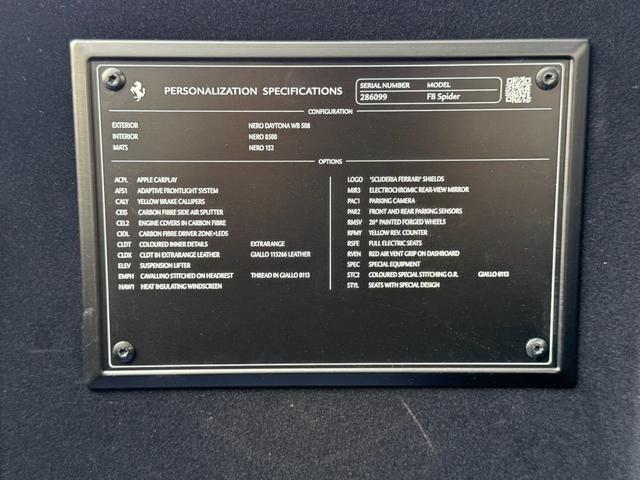 PERSONALIZATION SPECIFICATIONS
SERIAL NUMBER MODEL
286099 F8 Spider
CONFIGURATION
EXTERIOR NERO DAYTONA WB 508
INTERIOR NERO 8500
MATS NERO 152
OPTIONS
ACPL APPLE CARPLAY
AFS1 ADAPTIVE FRONTLIGHT SYSTEM
CALY YELLOW BRAKE CALLIPERS
CEI5 CARBON FIBRE SIDE AIR SPLITTER
CEL2 ENGINE COVERS IN CARBON FIBRE
CIDL CARBON FIBRE DRIVER ZONE+LEDS
CLDT COLOURED INNER DETAILS EXTRARANGE
CLDX CLDT IN EXTRARANGE LEATHER GIALLO 113266 LEATHER
ELEV SUSPENSION LIFTER
EMPH CAVALLINO STITCHED ON HEADREST THREAD IN GIALLO 0113
HAW1 HEAT INSULATING WINDSCREEN
LOGO 'SCUDERIA FERRARI' SHIELDS
MIR3 ELECTROCHROMIC REAR-VIEW MIRROR
PAC1 PARKING CAMERA
PAR2 FRONT AND REAR PARKING SENSORS
RMSV 20" PAINTED FORGED WHEELS
RPMY YELLOW REV. COUNTER
RSFE FULL ELECTRIC SEATS
RVEN RED AIR VENT GRIP ON DASHBOARD
SPEC SPECIAL EQUIPMENT
STC2 COLOURED SPECIAL STITCHING O.R. GIALLO 0113
STYL SEATS WITH SPECIAL DESIGN